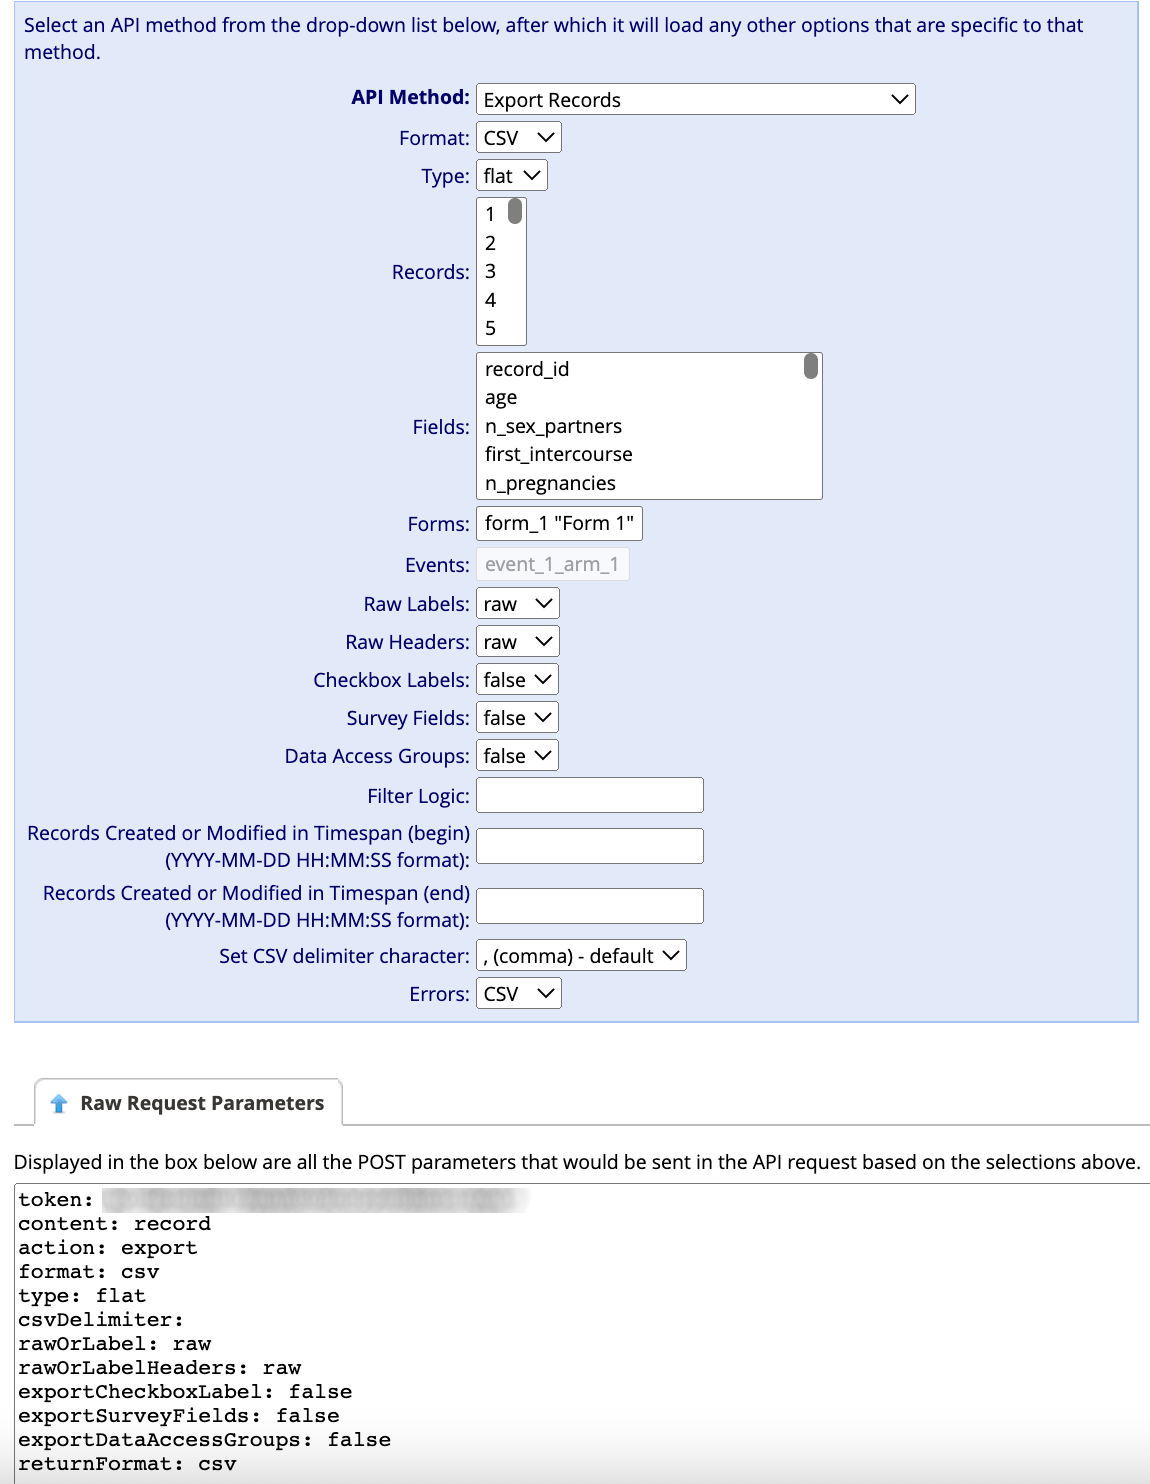 Select an API method from the drop-down list below, after which it will load any other options that are specific to that
method.
API Method: Export Records
Format: CSV
Type: flat
Records:
1
2
3
4
5
Fields:
record_id
age
n_sex_partners
first_intercourse
n_pregnancies
Forms: form_1 "Form 1"
Events: event_1_arm_1
Raw Labels: raw
Raw Headers: raw
Checkbox Labels: false
Survey Fields: false
Data Access Groups: false
Filter Logic:
Records Created or Modified in Timespan (begin)
(YYYY-MM-DD HH:MM:SS format):
Records Created or Modified in Timespan (end)
(YYYY-MM-DD HH:MM:SS format):
Set CSV delimiter character: , (comma) - default
Errors: CSV
Raw Request Parameters
Displayed in the box below are all the POST parameters that would be sent in the API request based on the selections above.
token:
content: record
action: export
format: csv
type: flat
csvDelimiter:
rawOrLabel: raw
rawOrLabelHeaders: raw
exportCheckboxLabel: false
exportSurveyFields: false
exportDataAccessGroups: false
returnFormat: csv